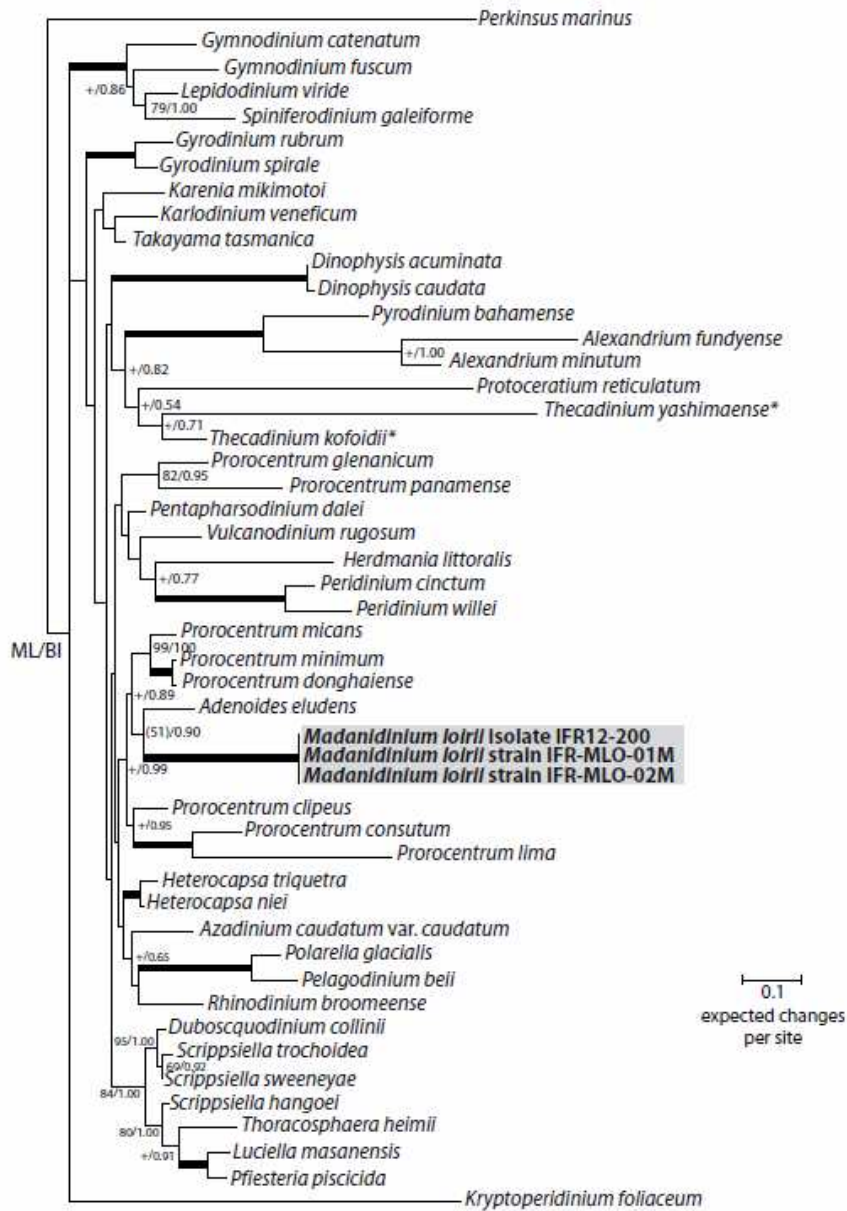 Perkinsus marinus
Gymnodinium catenatum
Gymnodinium fuscum
+/0.86
Lepidodinium viride
79/1.00
Spiniferodinium galeiforme
Gyrodinium rubrum
Gyrodinium spirale
Karenia mikimotoi
Karlodinium veneficum
Takayama tasmanica
Dinophysis acuminata
Dinophysis caudata
Pyrodinium bahamense
Alexandrium fundyense
+/1.00
Alexandrium minutum
+/0.82
Protoceratium reticulatum
+/0.54
Thecadinium yashimaense*
+/0.71
Thecadinium kofoidii*
Prorocentrum glenanicum
82/0.95
Prorocentrum panamense
Pentapharsodinium dalei
Vulcanodinium rugosum
Herdmania littoralis
+/0.77
Peridinium cinctum
Peridinium willei
Prorocentrum micans
ML/BI
99/100
Prorocentrum minimum
Prorocentrum donghaiense
+/0.89
Adenoides eludens
(51)/0.90
Madanidinium loirii isolate IFR12-200
Madanidinium loirii strain IFR-MLO-01M
+/0.99
Madanidinium loirii strain IFR-MLO-02M
Prorocentrum clipeus
+/0.95
Prorocentrum consutum
Prorocentrum lima
Heterocapsa triquetra
Heterocapsa niei
Azadinium caudatum var. caudatum
+/0.65
Polarella glacialis
Pelagodinium beii
0.1
expected changes
per site
Rhinodinium broomeense
Duboscquodinium collinii
95/1.00
Scrippsiella trochoidea
69/0.92
Scrippsiella sweeneyae
84/1.00
Scrippsiella hangoei
80/1.00
Thoracosphaera heimii
+/0.91
Luciella masanensis
Pfiesteria piscicida
Kryptoperidinium foliaceum